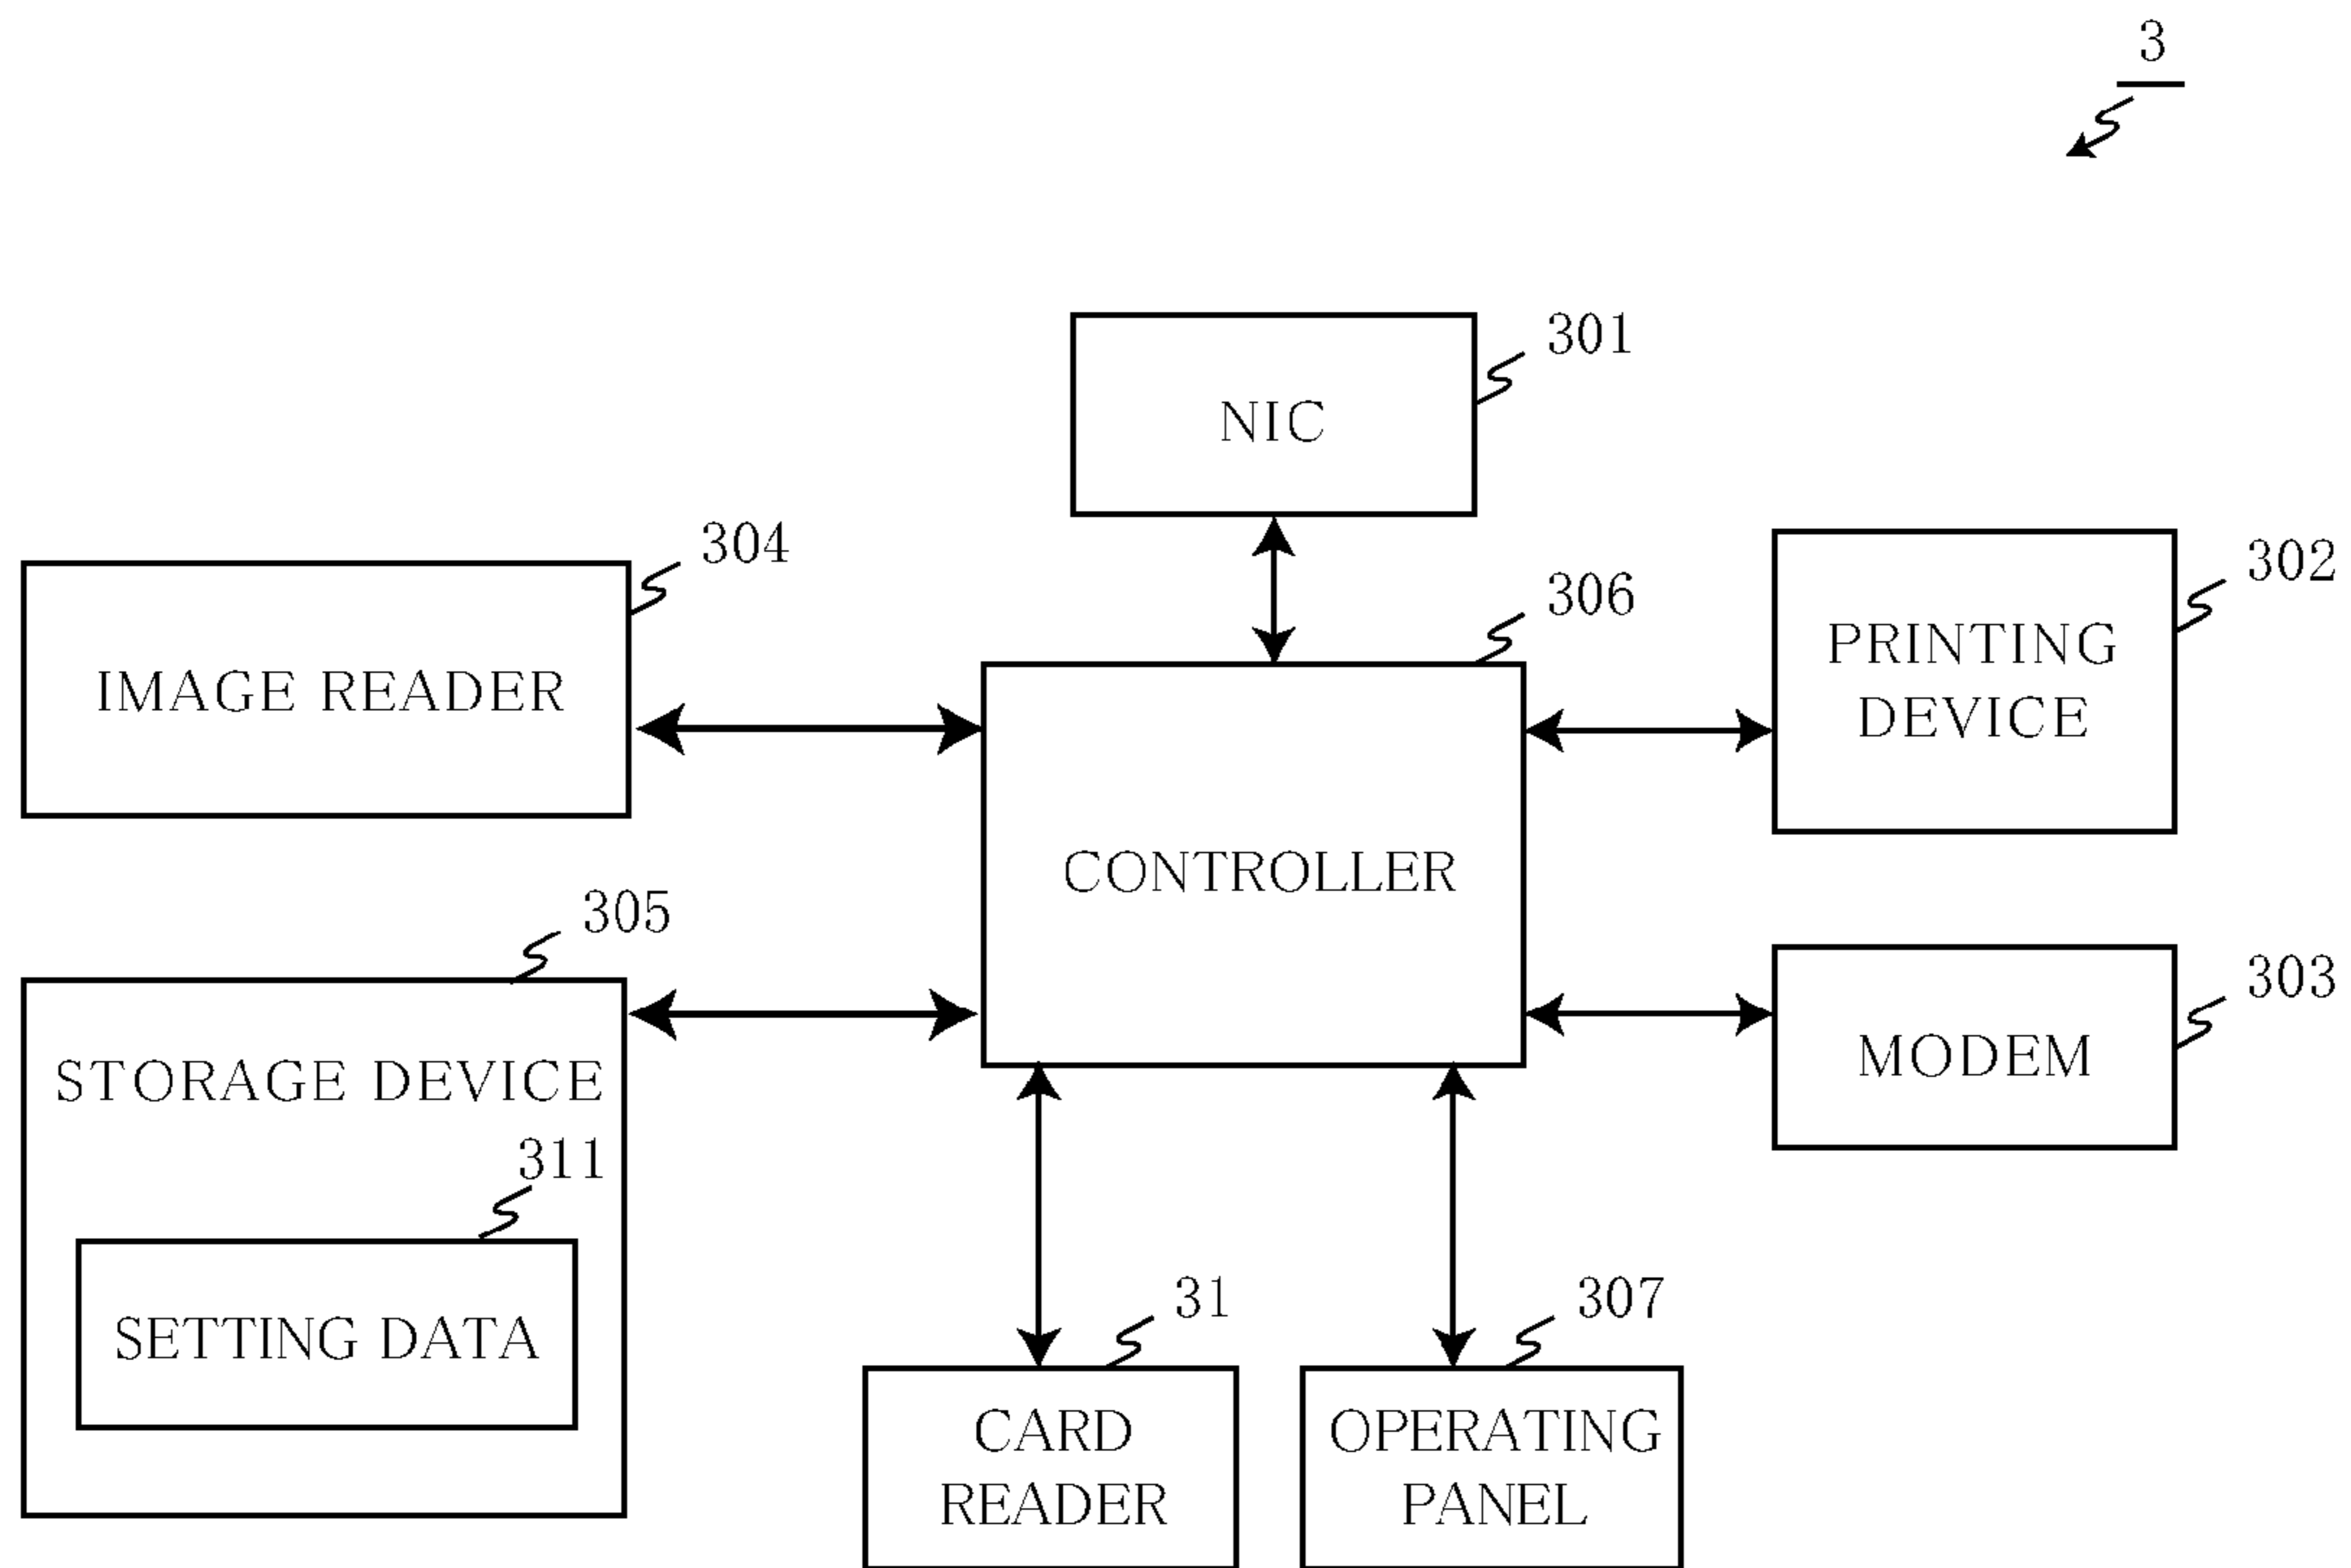 3
301
NIC
304
302
306
IMAGE READER
PRINTING
DEVICE
CONTROLLER
305
303
STORAGE DEVICE
MODEM
311
SETTING DATA
31
307
CARD
READER
OPERATING
PANEL